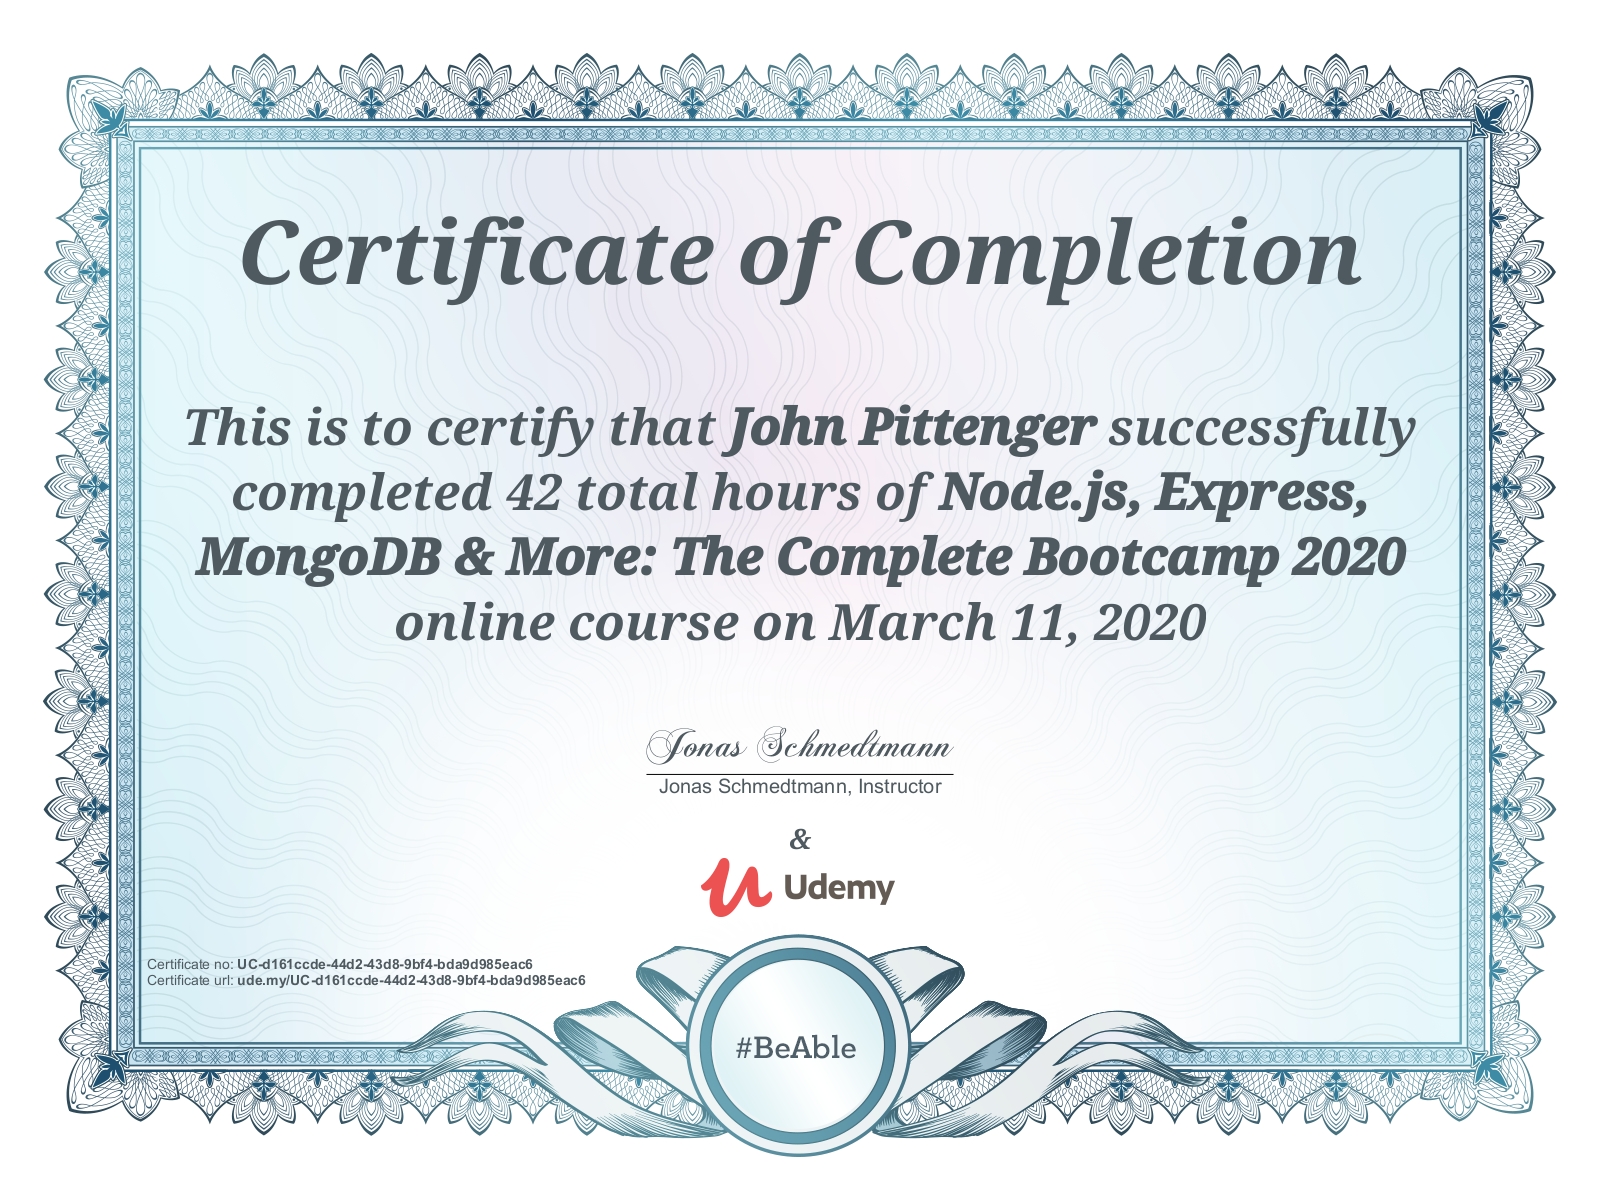 Certificate of Completion
This is to certify that John Pittenger successfully
completed 42 total hours of Node.js, Express,
MongoDB & More: The Complete Bootcamp 2020
online course on March 11, 2020
Jonas Schmedtmann
Jonas Schmedtmann, Instructor
&
Udemy
Certificate no: UC-d161ccde-44d2-43d8-9bf4-bda9d985eac6
Certificate url: ude.my/UC-d161ccde-44d2-43d8-9bf4-bda9d985eac6
#BeAble